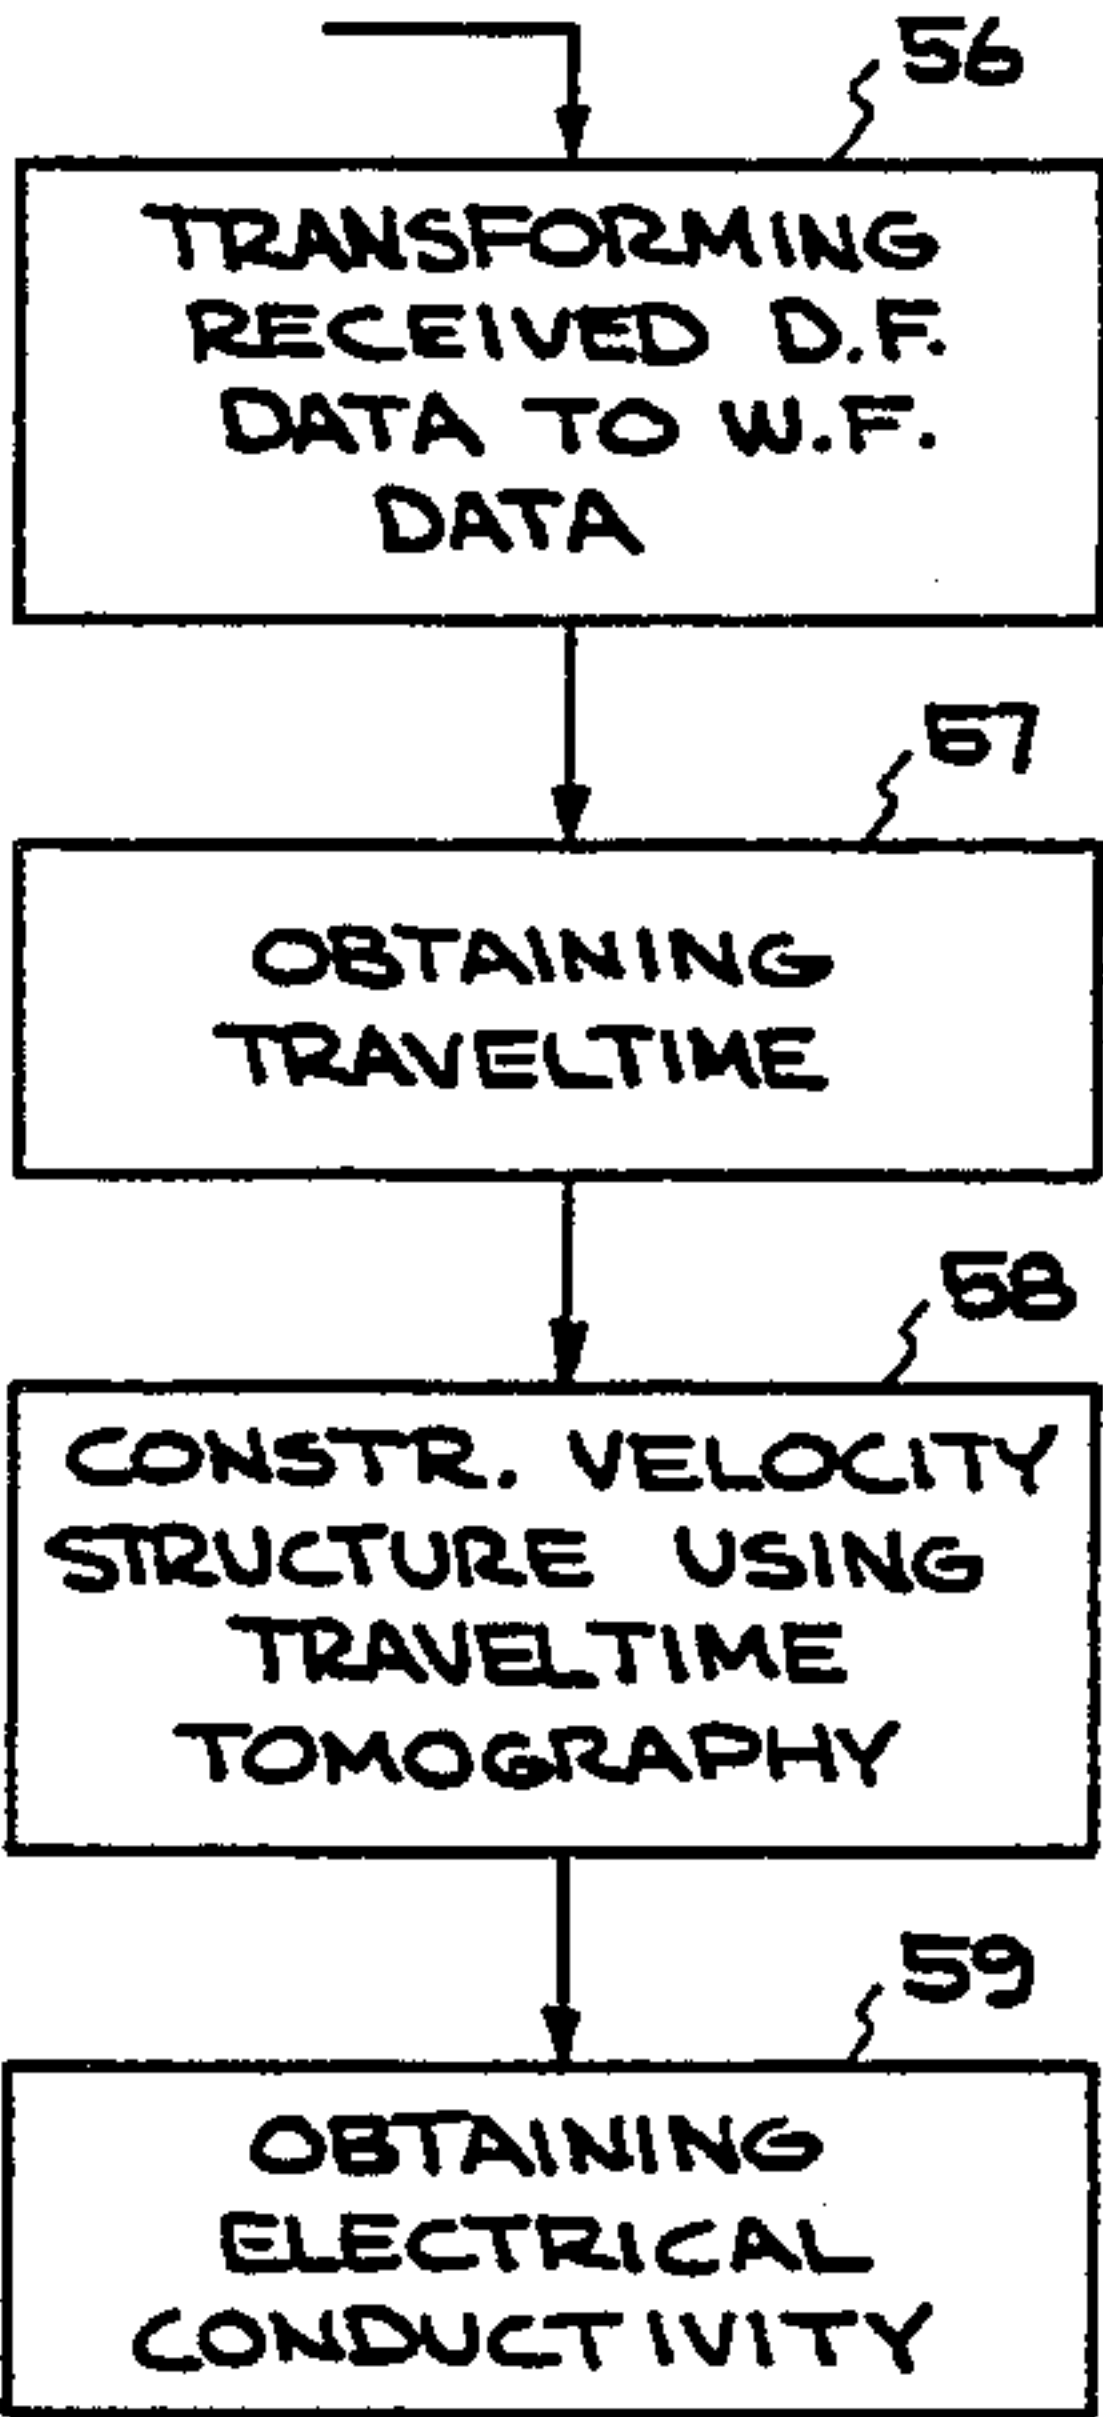 56
TRANSFORMING
RECEIVED D.F.
DATA TO W.F.
DATA
57
OBTAINING
TRAVELTIME
58
CONSTR. VELOCITY
STRUCTURE USING
TRAVELTIME
TOMOGRAPHY
59
OBTAINING
ELECTRICAL
CONDUCTIVITY